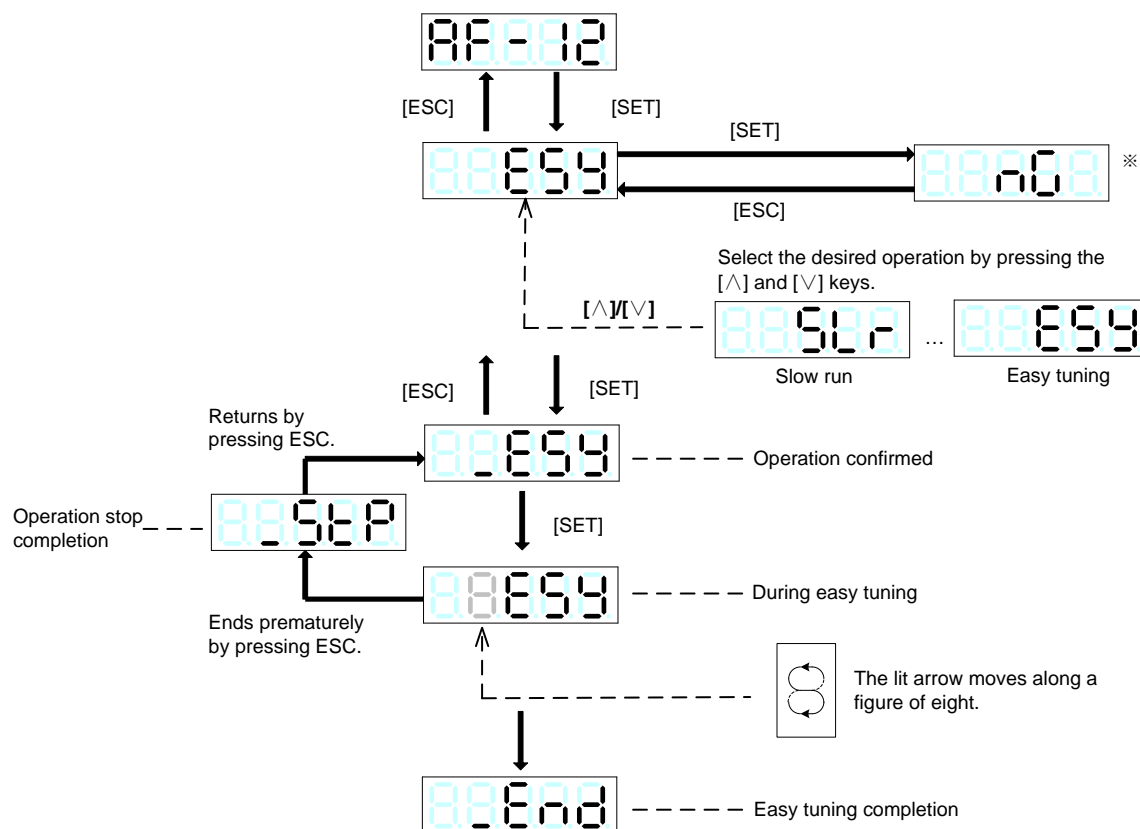 AF-12
[ESC]
[SET]
[SET]
ESY
nG
※
[ESC]
Select the desired operation by pressing the
[∧] and [∨] keys.
[∧]/[∨]
SLr
...
ESY
Slow run
Easy tuning
[ESC]
[SET]
Returns by
pressing ESC.
_ESY
Operation confirmed
Operation stop
completion
_StP
[SET]
ESY
During easy tuning
Ends prematurely
by pressing ESC.
The lit arrow moves along a
figure of eight.
_End
Easy tuning completion